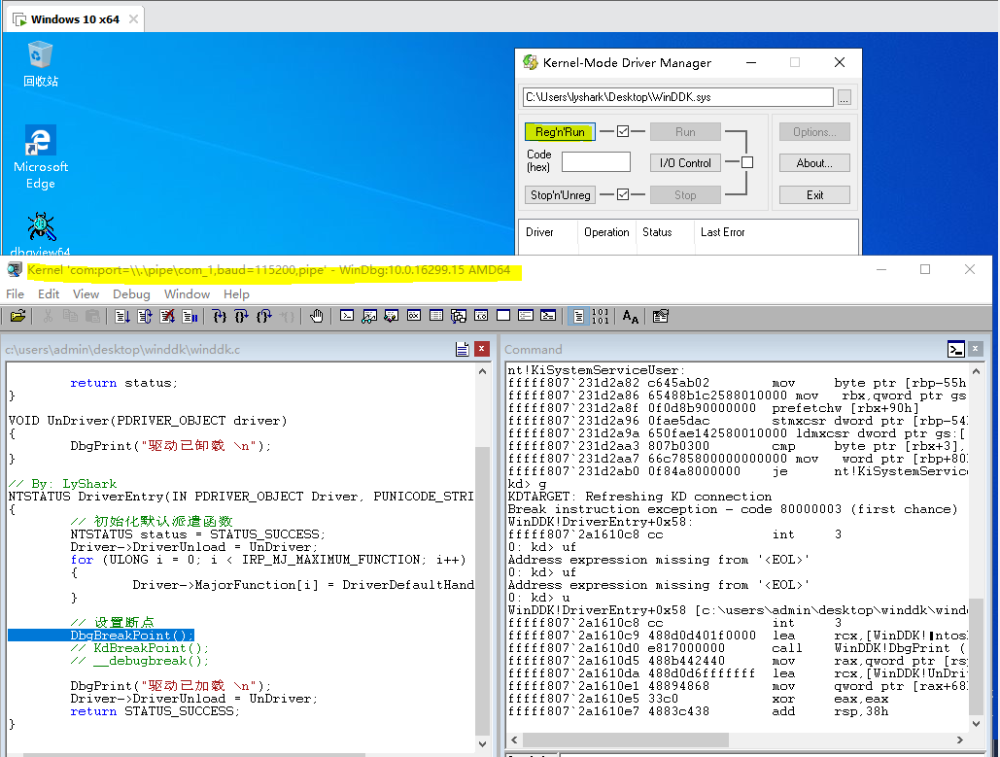 Windows 10 x64
回收站
Microsoft
Edge
dbgview64
Kernel-Mode Driver Manager
C:\Users\lyshark\Desktop\WinDDK.sys
...
Reg'n'Run
Run
Options...
Code
(hex)
I/O Control
About...
Stop'n'Unreg
Stop
Exit
Driver Operation Status Last Error
Kernel 'com:port=\\.\pipe\com_1,baud=115200,pipe' - WinDbg:10.0.16299.15 AMD64
File Edit View Debug Window Help
c:\users\admin\desktop\winddk\winddk.c
return status;
}
VOID UnDriver(PDRIVER_OBJECT driver)
{
DbgPrint("驱动已卸载 \n");
}
// By: LyShark
NTSTATUS DriverEntry(IN PDRIVER_OBJECT Driver, PUNICODE_STRI
{
// 初始化默认派遣函数
NTSTATUS status = STATUS_SUCCESS;
Driver->DriverUnload = UnDriver;
for (ULONG i = 0; i < IRP_MJ_MAXIMUM_FUNCTION; i++)
{
Driver->MajorFunction[i] = DriverDefaultHand
}
// 设置断点
DbgBreakPoint();
// KdBreakPoint();
// __debugbreak();
DbgPrint("驱动已加载 \n");
Driver->DriverUnload = UnDriver;
return STATUS_SUCCESS;
}
Command
nt!KiSystemServiceUser:
fffff807`231d2a82 c645ab02 mov byte ptr [rbp-55h
fffff807`231d2a86 65488b1c2588010000 mov rbx,qword ptr gs
fffff807`231d2a8f 0f0d8b90000000 prefetchw [rbx+90h]
fffff807`231d2a96 0fae5dac stmxcsr dword ptr [rbp-54
fffff807`231d2a9a 650fae142580010000 ldmxcsr dword ptr gs:[
fffff807`231d2aa3 807b0300 cmp byte ptr [rbx+3],
fffff807`231d2aa7 66c785800000000000 mov word ptr [rbp+80
fffff807`231d2ab0 0f84a8000000 je nt!KiSystemService
kd> g
KDTARGET: Refreshing KD connection
Break instruction exception - code 80000003 (first chance)
WinDDK!DriverEntry+0x58:
fffff807`2a1610c8 cc int 3
0: kd> uf
Address expression missing from '<EOL>'
0: kd> uf
Address expression missing from '<EOL>'
0: kd> u
WinDDK!DriverEntry+0x58 [c:\users\admin\desktop\winddk\wind
fffff807`2a1610c8 cc int 3
fffff807`2a1610c9 488d0d401f0000 lea rcx,[WinDDK! ntosk
fffff807`2a1610d0 e817000000 call WinDDK!DbgPrint (
fffff807`2a1610d5 488b442440 mov rax,qword ptr [rsp
fffff807`2a1610da 488d0d6fffffff lea rcx,[WinDDK!UnDri
fffff807`2a1610e1 48894868 mov qword ptr [rax+68
fffff807`2a1610e5 33c0 xor eax,eax
fffff807`2a1610e7 4883c438 add rsp,38h